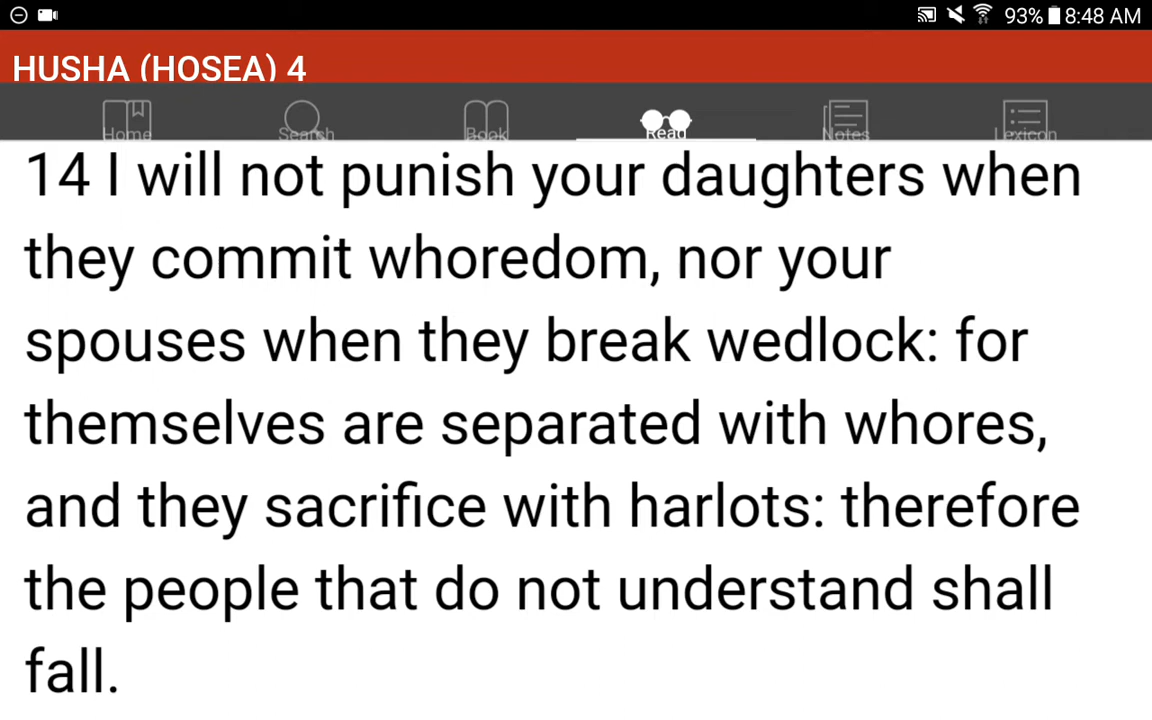 93% 8:48 AM
HUSHA (HOSEA) 4
Home Search Book Read Notes Lexicon
14 I will not punish your daughters when
they commit whoredom, nor your
spouses when they break wedlock: for
themselves are separated with whores,
and they sacrifice with harlots: therefore
the people that do not understand shall
fall.